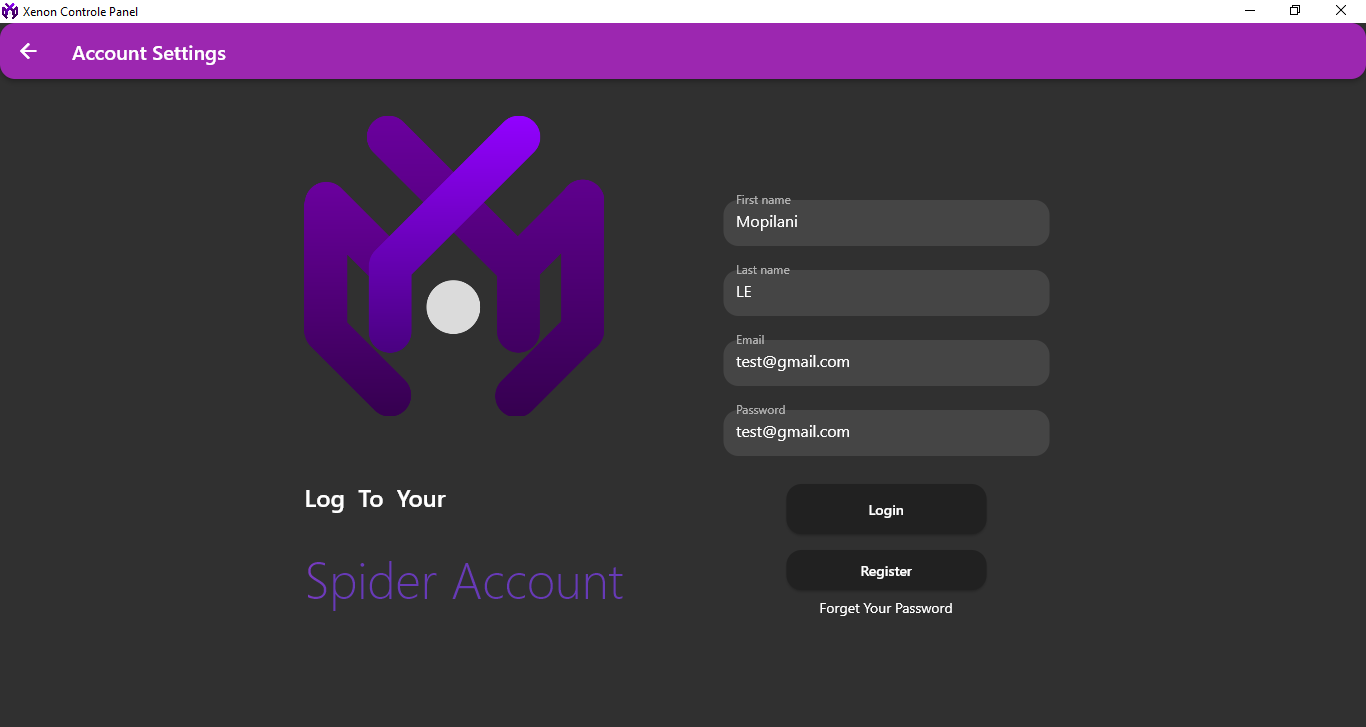 Xenon Controle Panel
Account Settings
First name
Mopilani
Last name
LE
Email
test@gmail.com
Password
test@gmail.com
Log To Your
Spider Account
Login
Register
Forget Your Password